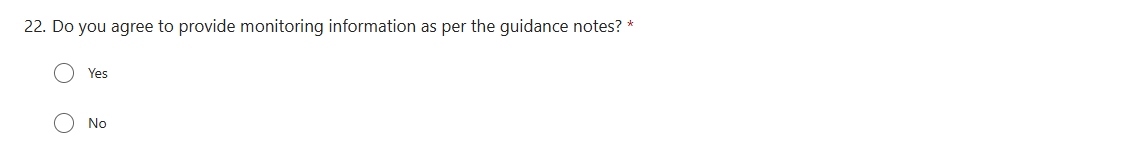 22. Do you agree to provide monitoring information as per the guidance notes? *
Yes
No